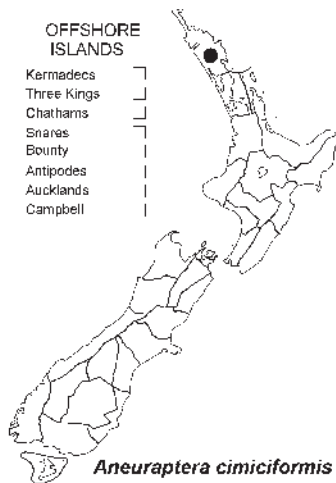 OFFSHORE
ISLANDS
Kermadecs
Three Kings
Chathams
Snares
Bounty
Antipodes
Aucklands
Campbell
Aneuraptera cimiciformis